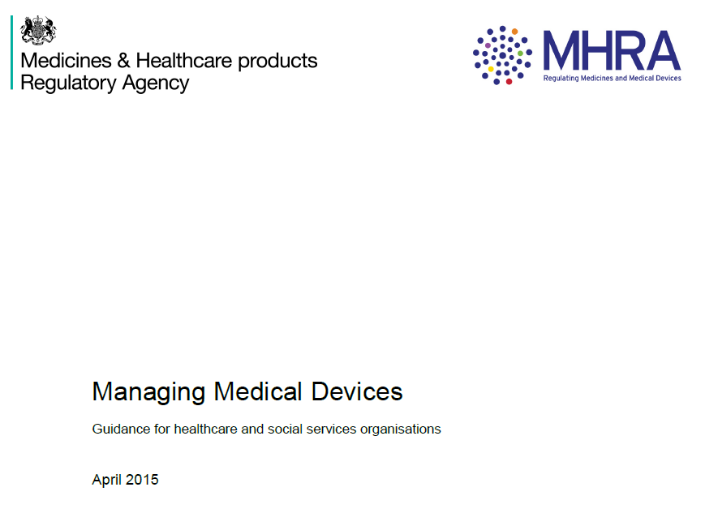 Medicines & Healthcare products
Regulatory Agency
MHRA
Regulating Medicines and Medical Devices
Managing Medical Devices
Guidance for healthcare and social services organisations
April 2015